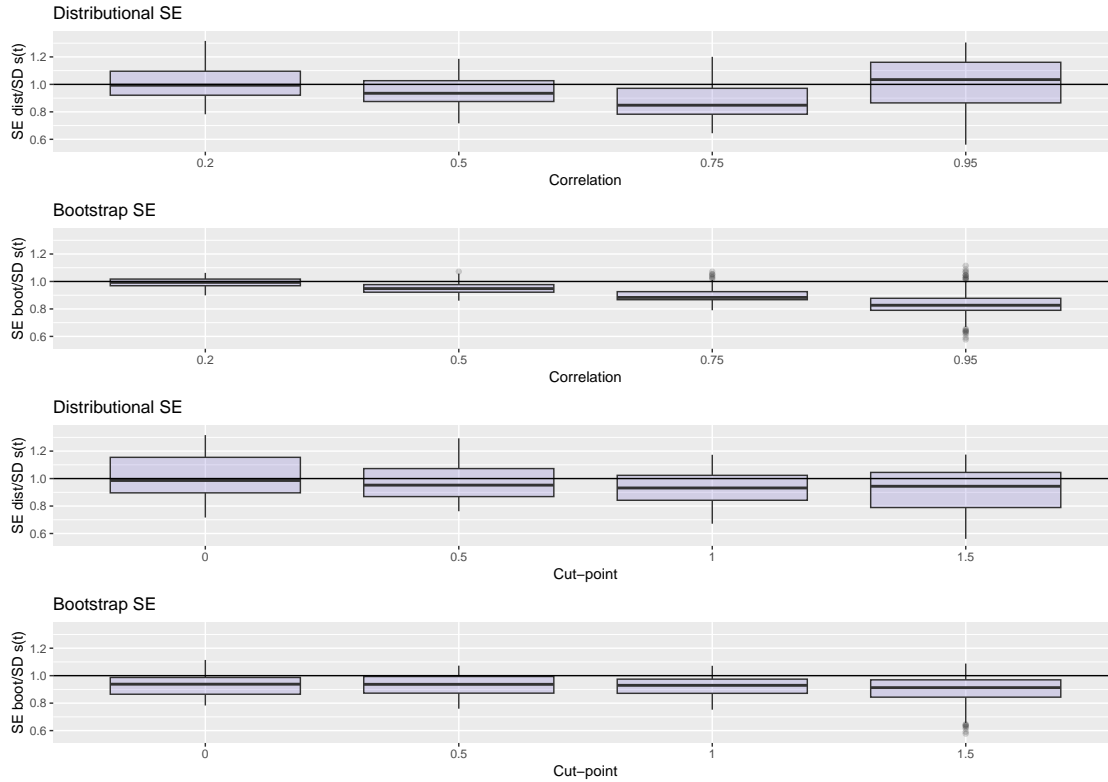 Distributional SE
SE dist/SD s(t)
1.2
1.0
0.8
0.6
0.2 0.5 0.75 0.95
Correlation
Bootstrap SE
SE boot/SD s(t)
1.2
1.0
0.8
0.6
0.2 0.5 0.75 0.95
Correlation
Distributional SE
SE dist/SD s(t)
1.2
1.0
0.8
0.6
0 0.5 1 1.5
Cut−point
Bootstrap SE
SE boot/SD s(t)
1.2
1.0
0.8
0.6
0 0.5 1 1.5
Cut−point